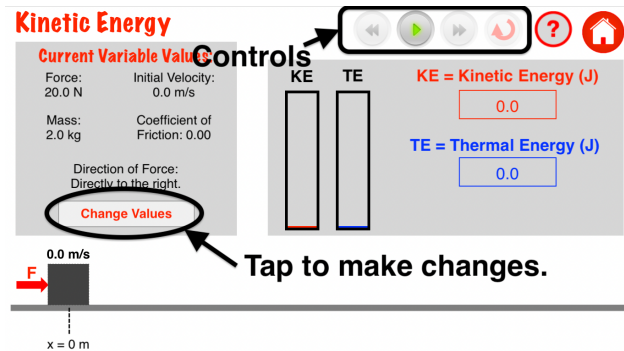 Kinetic Energy
Controls
?
Current Variable Values:
Force:
20.0 N
Initial Velocity:
0.0 m/s
Mass:
2.0 kg
Coefficient of
Friction: 0.00
Direction of Force:
Directly to the right.
Change Values
KE
TE
KE = Kinetic Energy (J)
0.0
TE = Thermal Energy (J)
0.0
Tap to make changes.
0.0 m/s
F
x = 0 m